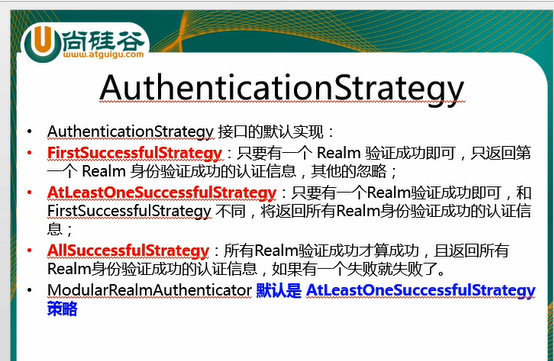 尚硅谷
www.atguigu.com
AuthenticationStrategy
• AuthenticationStrategy 接口的默认实现：
• FirstSuccessfulStrategy：只要有一个 Realm 验证成功即可，只返回第
一个 Realm 身份验证成功的认证信息，其他的忽略；
• AtLeastOneSuccessfulStrategy：只要有一个Realm验证成功即可，和
FirstSuccessfulStrategy 不同，将返回所有Realm身份验证成功的认证信
息；
• AllSuccessfulStrategy：所有Realm验证成功才算成功，且返回所有
Realm身份验证成功的认证信息，如果有一个失败就失败了。
• ModularRealmAuthenticator 默认是 AtLeastOneSuccessfulStrategy
策略